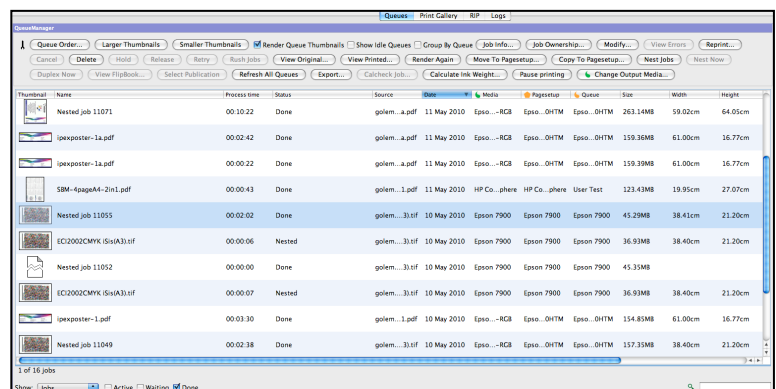 Queues Print Gallery RIP Logs
QueueManager
Queue Order... Larger Thumbnails Smaller Thumbnails Render Queue Thumbnails Show Idle Queues Group By Queue Job Info... Job Ownership... Modify... View Errors Reprint...
Cancel Delete Hold Release Retry Rush Jobs View Original... View Printed... Render Again Move To Pagesetup... Copy To Pagesetup... Nest Jobs Nest Now
Duplex Now View FlipBook... Select Publication Refresh All Queues Export... Calcheck Job... Calculate Ink Weight... Pause printing Change Output Media...
Thumbnail Name Process time Status Source Date Media Pagesetup Queue Size Width Height
Nested job 11071 00:10:22 Done golem...a.pdf 11 May 2010 Epso...-RGB Epso...0HTM Epso...0HTM 263.14MB 59.02cm 64.05cm
ipexposter-1a.pdf 00:02:42 Done golem...a.pdf 11 May 2010 Epso...-RGB Epso...0HTM Epso...0HTM 159.36MB 61.00cm 16.77cm
ipexposter-1a.pdf 00:00:22 Done golem...a.pdf 11 May 2010 Epso...-RGB Epso...0HTM Epso...0HTM 159.39MB 61.00cm 16.77cm
SBM-4pageA4-2in1.pdf 00:00:43 Done golem...1.pdf 11 May 2010 HP Co...phere HP Co...phere User Test 123.43MB 19.95cm 27.07cm
Nested job 11055 00:02:02 Done golem....3).tif 10 May 2010 Epson 7900 Epson 7900 Epson 7900 45.29MB 38.41cm 21.20cm
ECI2002CMYK iSis(A3).tif 00:00:06 Nested golem....3).tif 10 May 2010 Epson 7900 Epson 7900 Epson 7900 36.93MB 38.40cm 21.20cm
Nested job 11052 00:00:00 Done golem....3).tif 10 May 2010 Epson 7900 Epson 7900 Epson 7900 45.35MB
ECI2002CMYK iSis(A3).tif 00:00:07 Nested golem....3).tif 10 May 2010 Epson 7900 Epson 7900 Epson 7900 36.93MB 38.40cm 21.20cm
ipexposter-1.pdf 00:03:30 Done golem...1.pdf 10 May 2010 Epso...-RGB Epso...0HTM Epso...0HTM 154.85MB 61.00cm 16.77cm
Nested job 11049 00:02:38 Done golem....3).tif 10 May 2010 Epso...-RGB Epso...0HTM Epso...0HTM 157.35MB 38.40cm 21.20cm
1 of 16 jobs
Show: Jobs Active Waiting Done